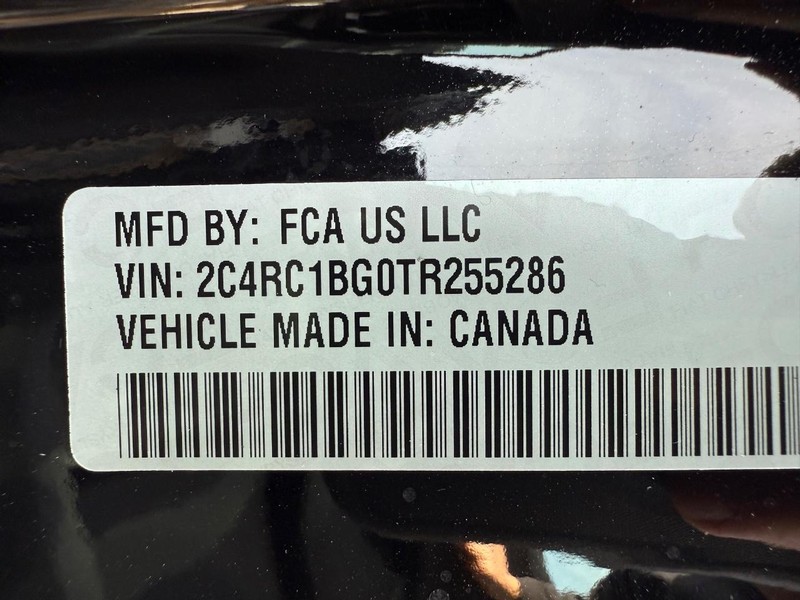 MFD BY: FCA US LLC
VIN: 2C4RC1BG0TR255286
VEHICLE MADE IN: CANADA